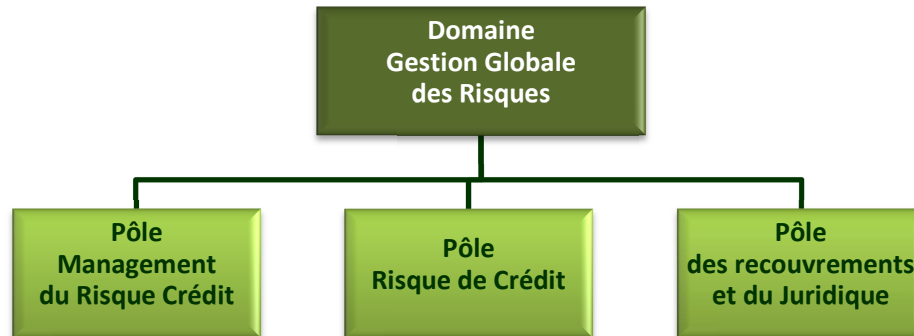 Domaine
Gestion Globale
des Risques
Pôle
Management
du Risque Crédit
Pôle
Risque de Crédit
Pôle
des recouvrements
et du Juridique